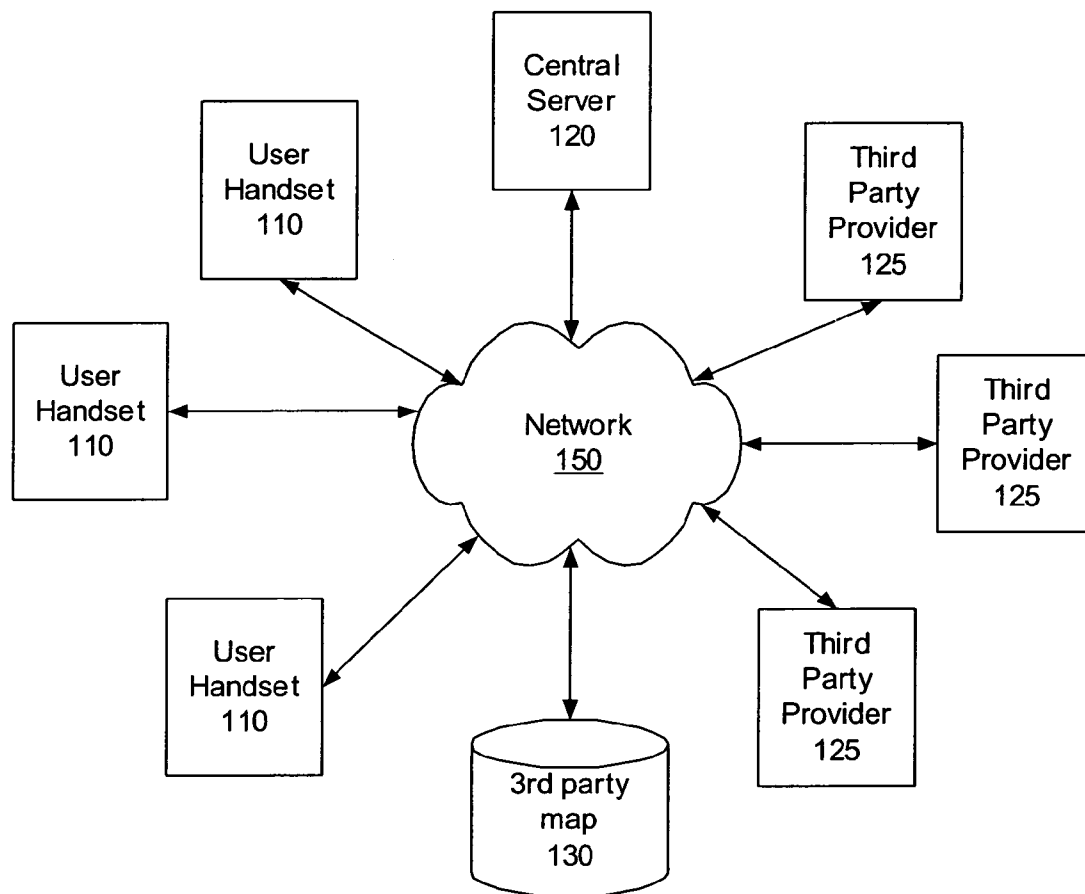 Central
Server
120
User
Handset
110
Third
Party
Provider
125
User
Handset
110
Network
150
Third
Party
Provider
125
User
Handset
110
Third
Party
Provider
125
3rd party
map
130